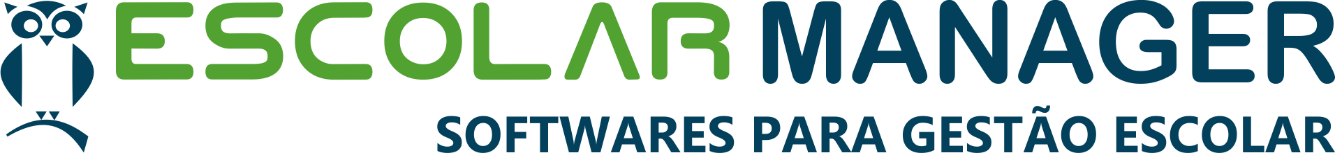 ESCOLAR MANAGER
SOFTWARES PARA GESTÃO ESCOLAR